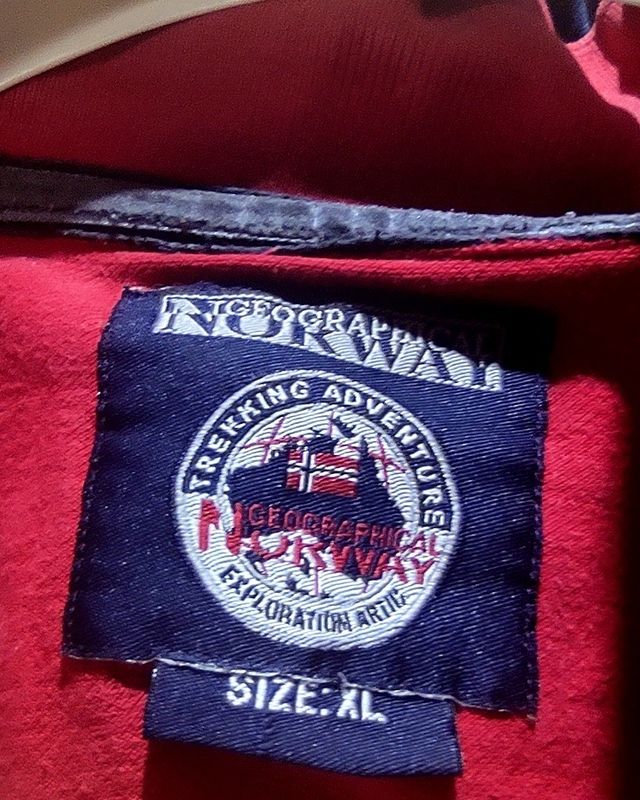 GEOGRAPHICAL
NORWAY
TREKKING ADVENTURE
GEOGRAPHICAL
NORWAY
EXPLORATION ARTIC
SIZE: XL